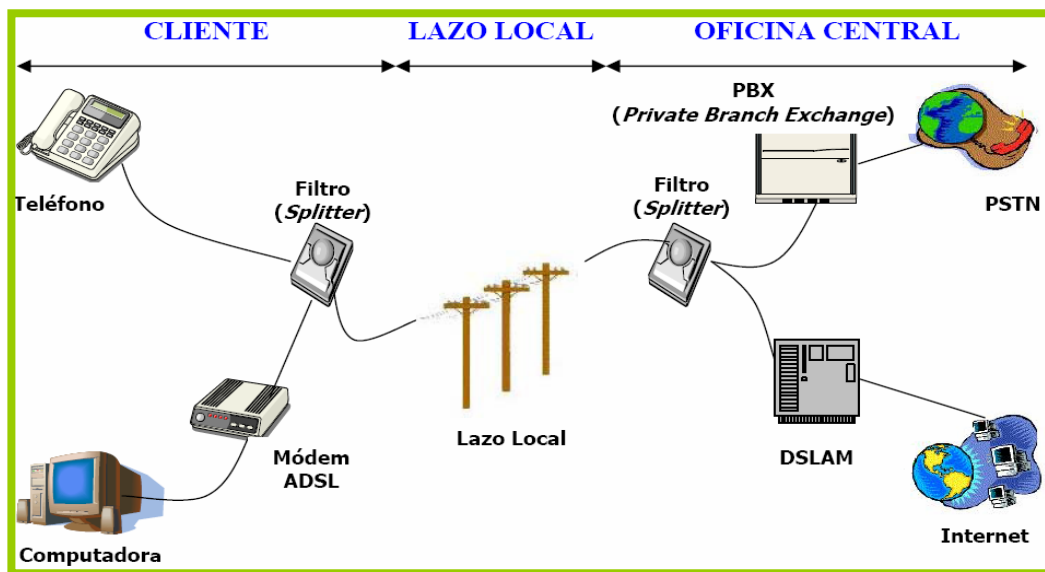 CLIENTE
LAZO LOCAL
OFICINA CENTRAL
PBX
(Private Branch Exchange)
Teléfono
Filtro
(Splitter)
Filtro
(Splitter)
PSTN
Lazo Local
Módem
ADSL
DSLAM
Computadora
Internet